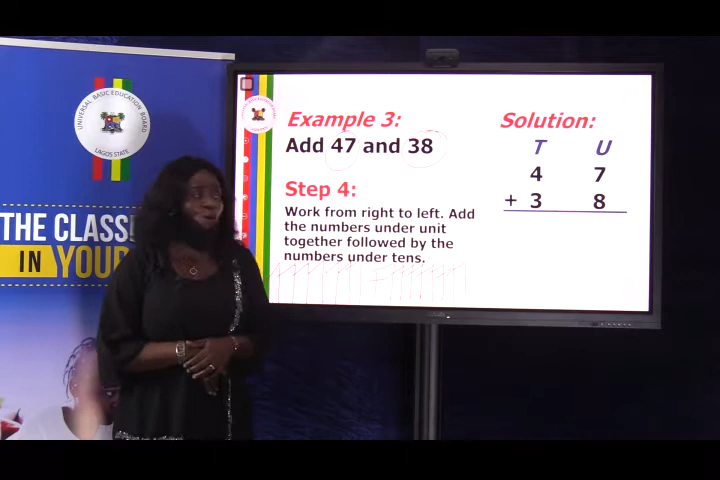 UNIVERSAL BASIC EDUCATION BOARD
LAGOS STATE
THE CLASS
IN YOUR
Example 3:
Add 47 and 38
Step 4:
Work from right to left. Add
the numbers under unit
together followed by the
numbers under tens.
Solution:
T U
4 7
+ 3 8